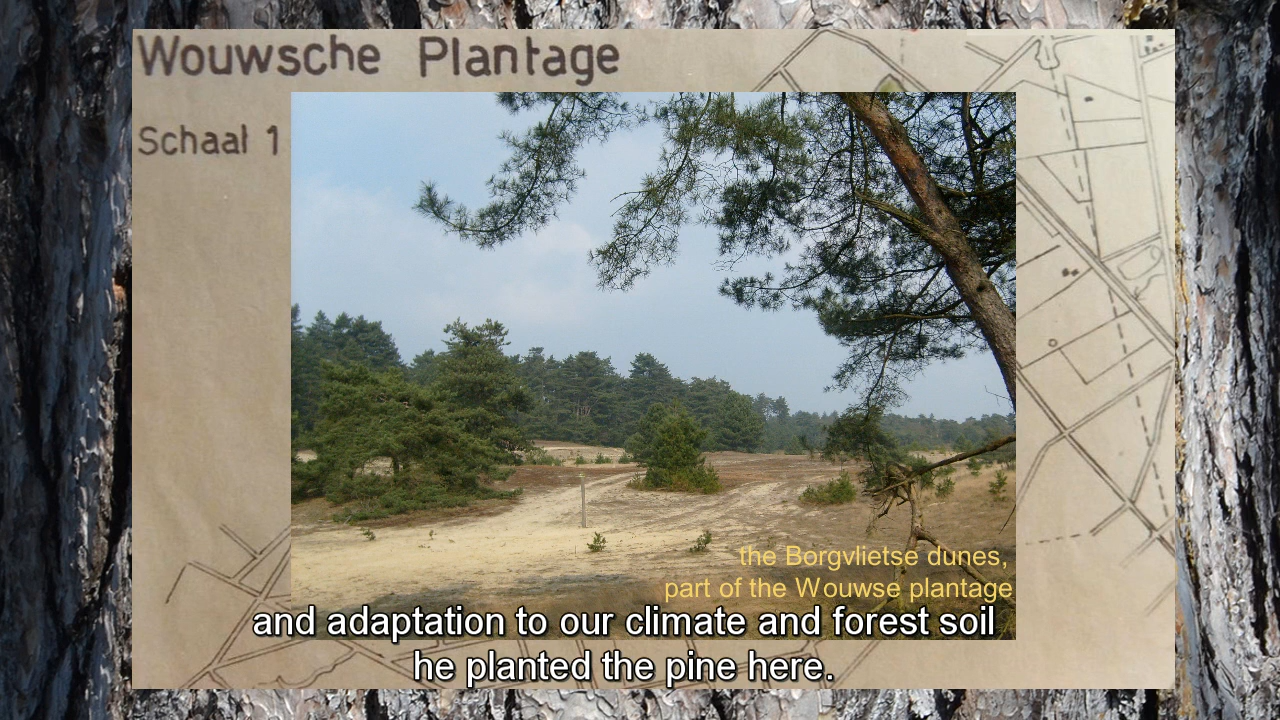 Wouwsche Plantage
Schaal 1
the Borgvlietse dunes,
part of the Wouwse plantage
and adaptation to our climate and forest soil
he planted the pine here.